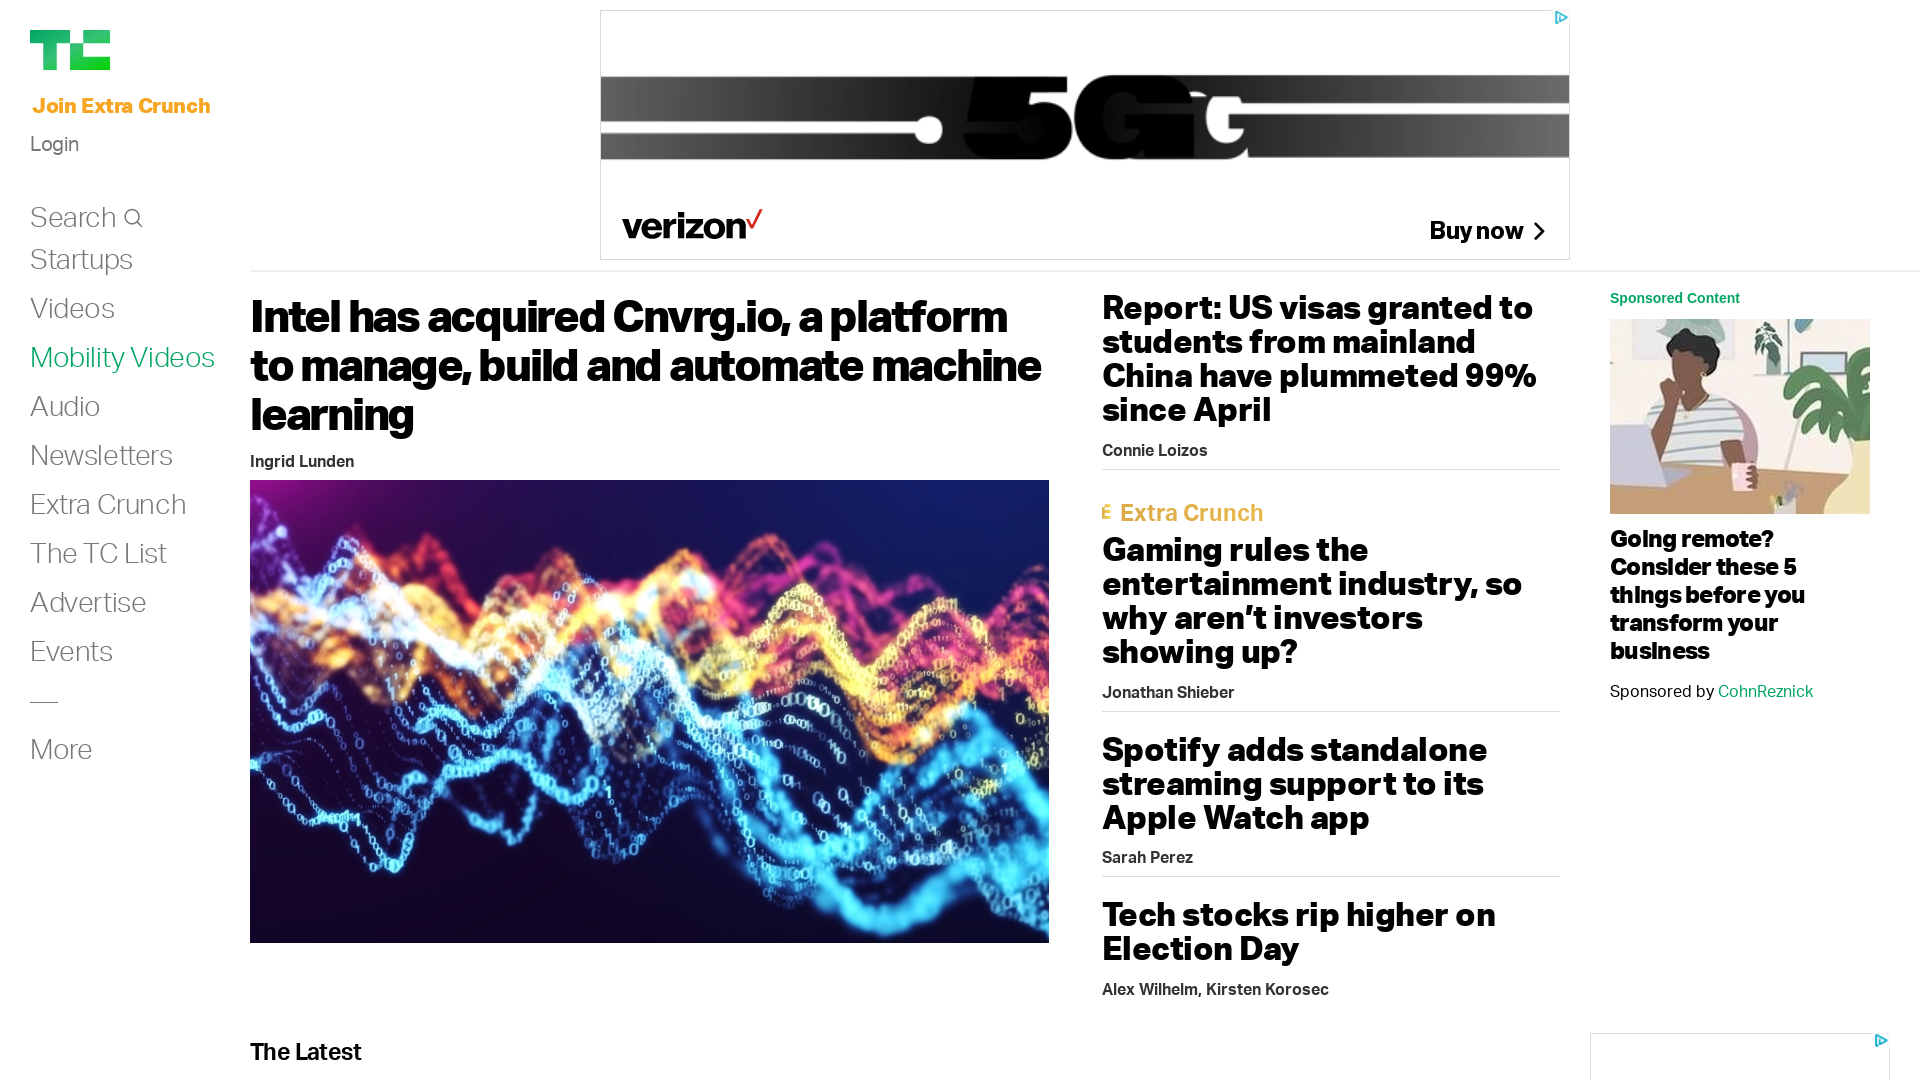 TC
Join Extra Crunch
Login
Search
Startups
Videos
Mobility Videos
Audio
Newsletters
Extra Crunch
The TC List
Advertise
Events
More
5G
verizon
Buy now
Intel has acquired Cnvrg.io, a platform
to manage, build and automate machine
learning
Ingrid Lunden
Report: US visas granted to
students from mainland
China have plummeted 99%
since April
Connie Loizos
Extra Crunch
Gaming rules the
entertainment industry, so
why aren’t investors
showing up?
Jonathan Shieber
Spotify adds standalone
streaming support to its
Apple Watch app
Sarah Perez
Tech stocks rip higher on
Election Day
Alex Wilhelm, Kirsten Korosec
Sponsored Content
Going remote?
Consider these 5
things before you
transform your
business
Sponsored by CohnReznick
The Latest